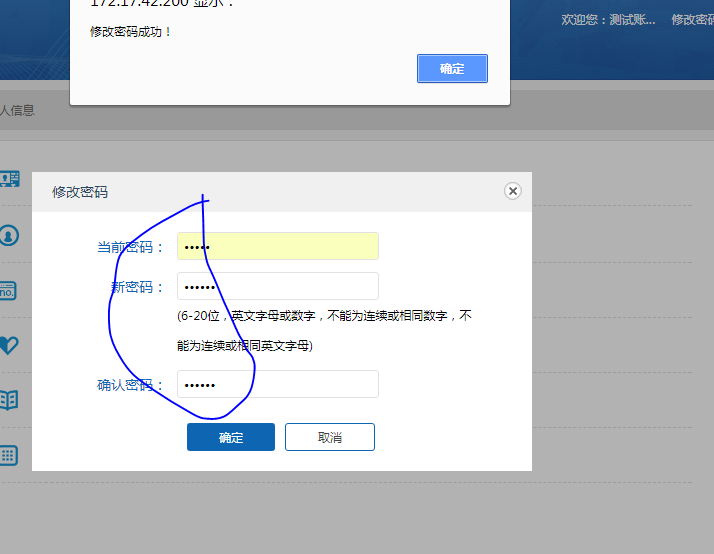 172.17.42.200 显示：
修改密码成功！
确定
欢迎您：测试账... 修改密码
人信息
修改密码
当前密码： •••••
新密码： ••••••
(6-20位，英文字母或数字，不能为连续或相同数字，不
能为连续或相同英文字母)
确认密码： ••••••
确定 取消
no.